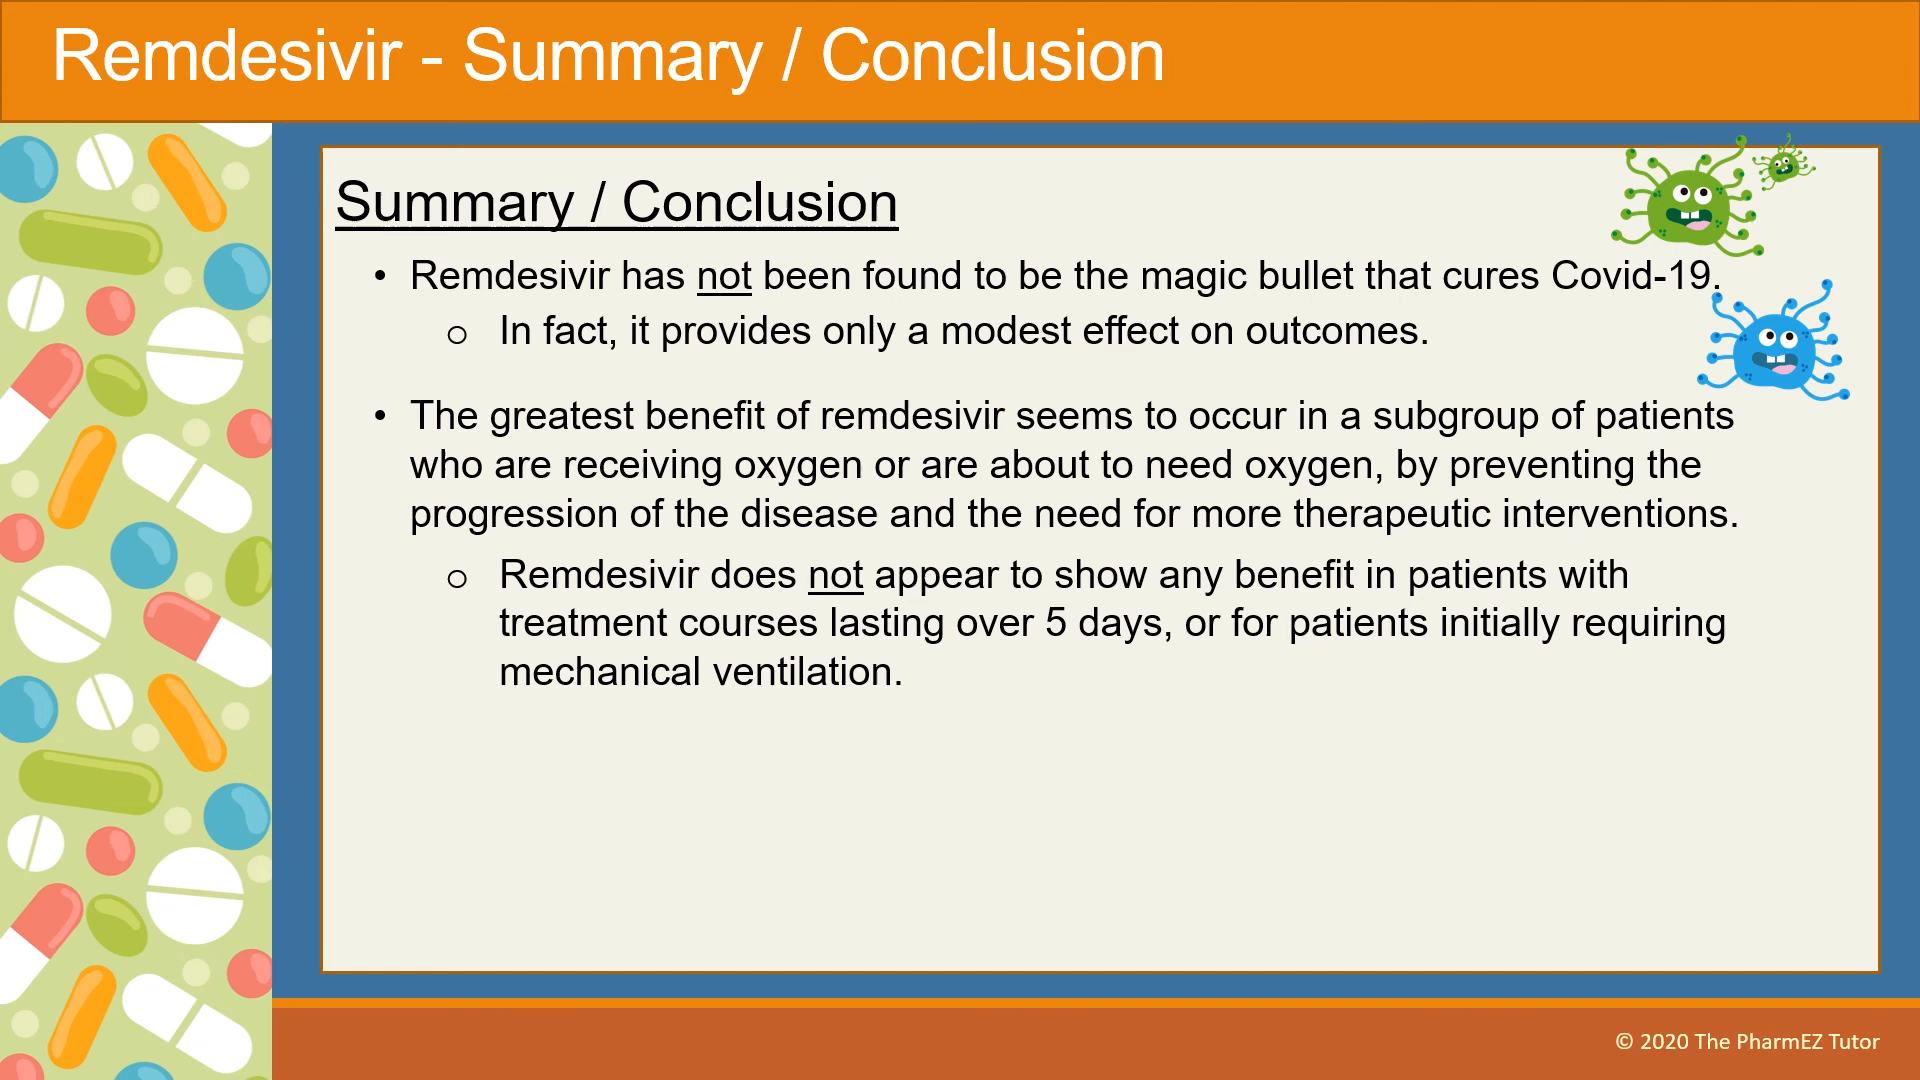 Remdesivir - Summary / Conclusion
Summary / Conclusion
• Remdesivir has not been found to be the magic bullet that cures Covid-19.
o In fact, it provides only a modest effect on outcomes.
• The greatest benefit of remdesivir seems to occur in a subgroup of patients
who are receiving oxygen or are about to need oxygen, by preventing the
progression of the disease and the need for more therapeutic interventions.
o Remdesivir does not appear to show any benefit in patients with
treatment courses lasting over 5 days, or for patients initially requiring
mechanical ventilation.
© 2020 The PharmEZ Tutor